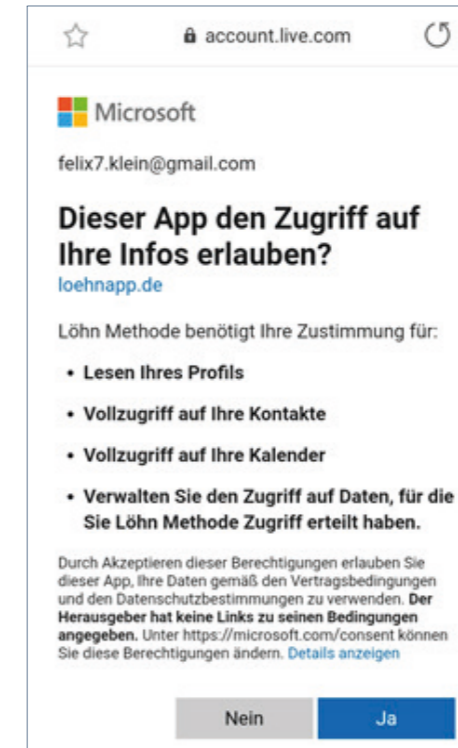 account.live.com
Microsoft
felix7.klein@gmail.com
Dieser App den Zugriff auf
Ihre Infos erlauben?
loehnapp.de
Löhn Methode benötigt Ihre Zustimmung für:
• Lesen Ihres Profils
• Vollzugriff auf Ihre Kontakte
• Vollzugriff auf Ihre Kalender
• Verwalten Sie den Zugriff auf Daten, für die
Sie Löhn Methode Zugriff erteilt haben.
Durch Akzeptieren dieser Berechtigungen erlauben Sie
dieser App, Ihre Daten gemäß den Vertragsbedingungen
und den Datenschutzbestimmungen zu verwenden. Der
Herausgeber hat keine Links zu seinen Bedingungen
angegeben. Unter https://microsoft.com/consent können
Sie diese Berechtigungen ändern. Details anzeigen
Nein Ja